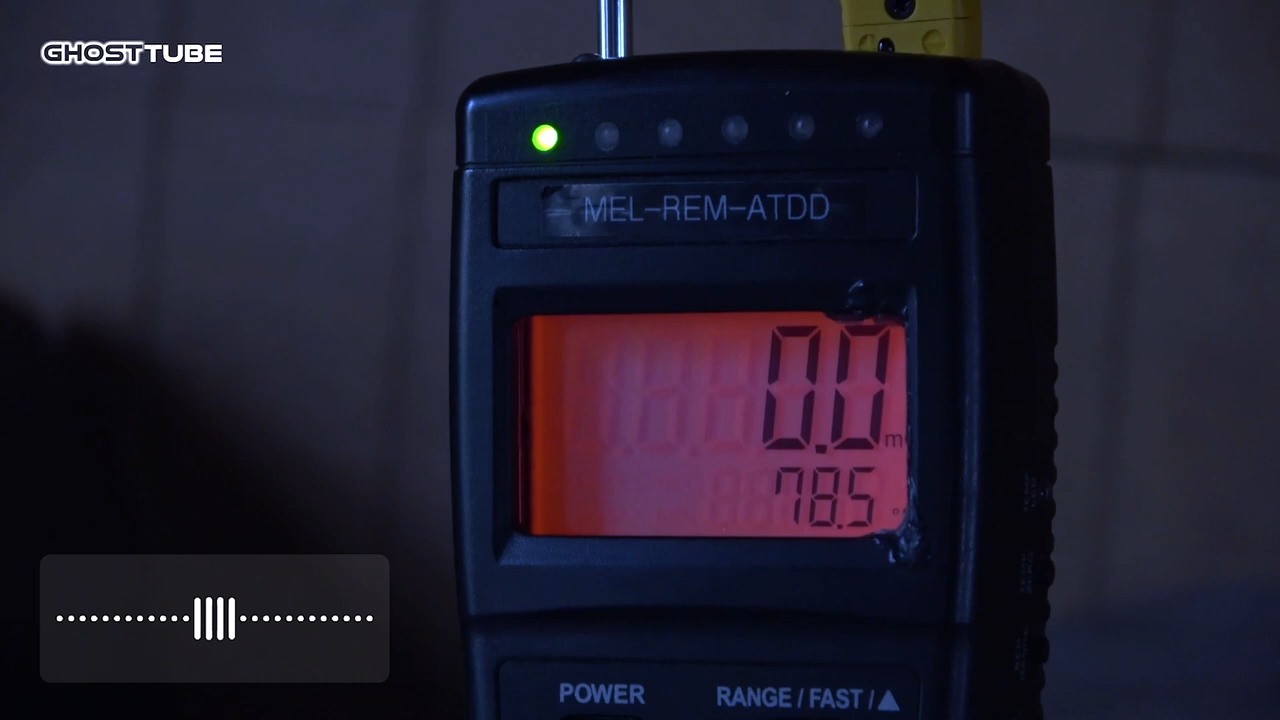 GHOSTTUBE
MEL-REM-ATDD
0.0
m
78.5
POWER
RANGE / FAST / ▲